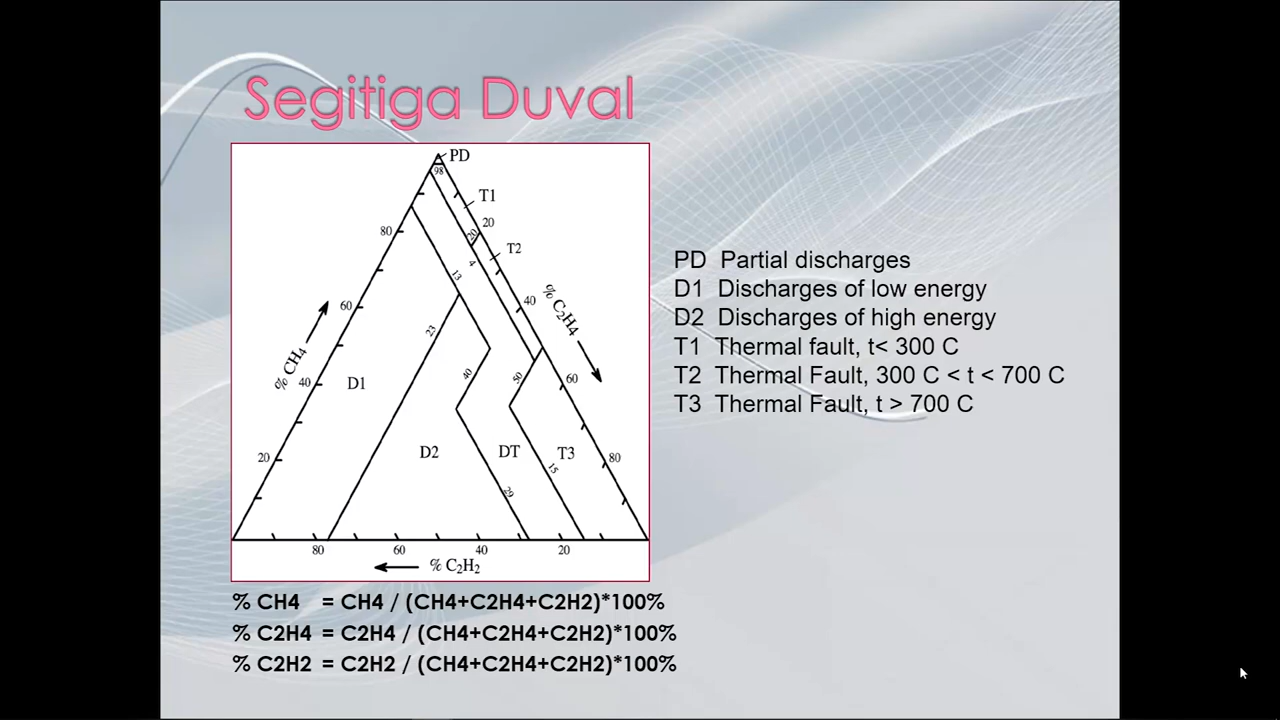 Segitiga Duval
PD
98
T1
20
20
T2
80
4
13
% C2H4
40
60
23
% CH4
40
D1
40
50
60
D2
DT
T3
20
80
15
29
80
60
40
20
% C2H2
PD Partial discharges
D1 Discharges of low energy
D2 Discharges of high energy
T1 Thermal fault, t< 300 C
T2 Thermal Fault, 300 C < t < 700 C
T3 Thermal Fault, t > 700 C
% CH4 = CH4 / (CH4+C2H4+C2H2)*100%
% C2H4 = C2H4 / (CH4+C2H4+C2H2)*100%
% C2H2 = C2H2 / (CH4+C2H4+C2H2)*100%